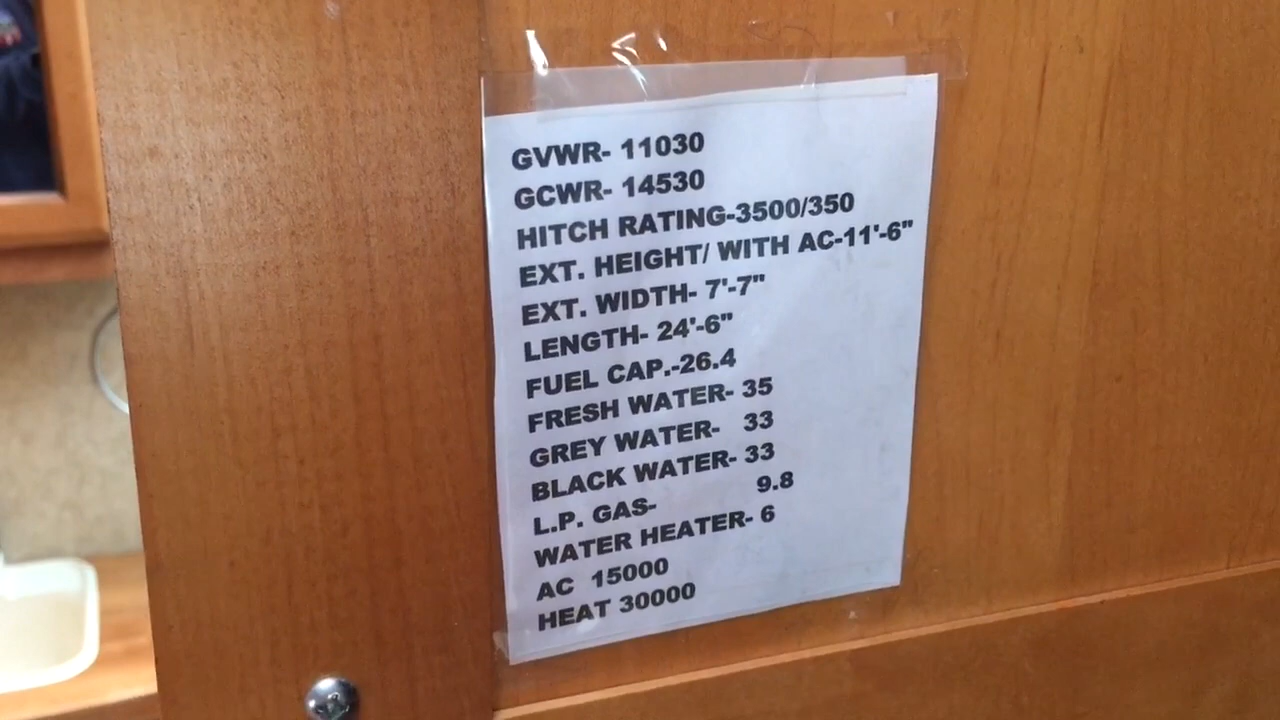 GVWR- 11030
GCWR- 14530
HITCH RATING-3500/350
EXT. HEIGHT/ WITH AC-11'-6"
EXT. WIDTH- 7'-7"
LENGTH- 24'-6"
FUEL CAP.-26.4
FRESH WATER- 35
GREY WATER- 33
BLACK WATER- 33
L.P. GAS- 9.8
WATER HEATER- 6
AC 15000
HEAT 30000